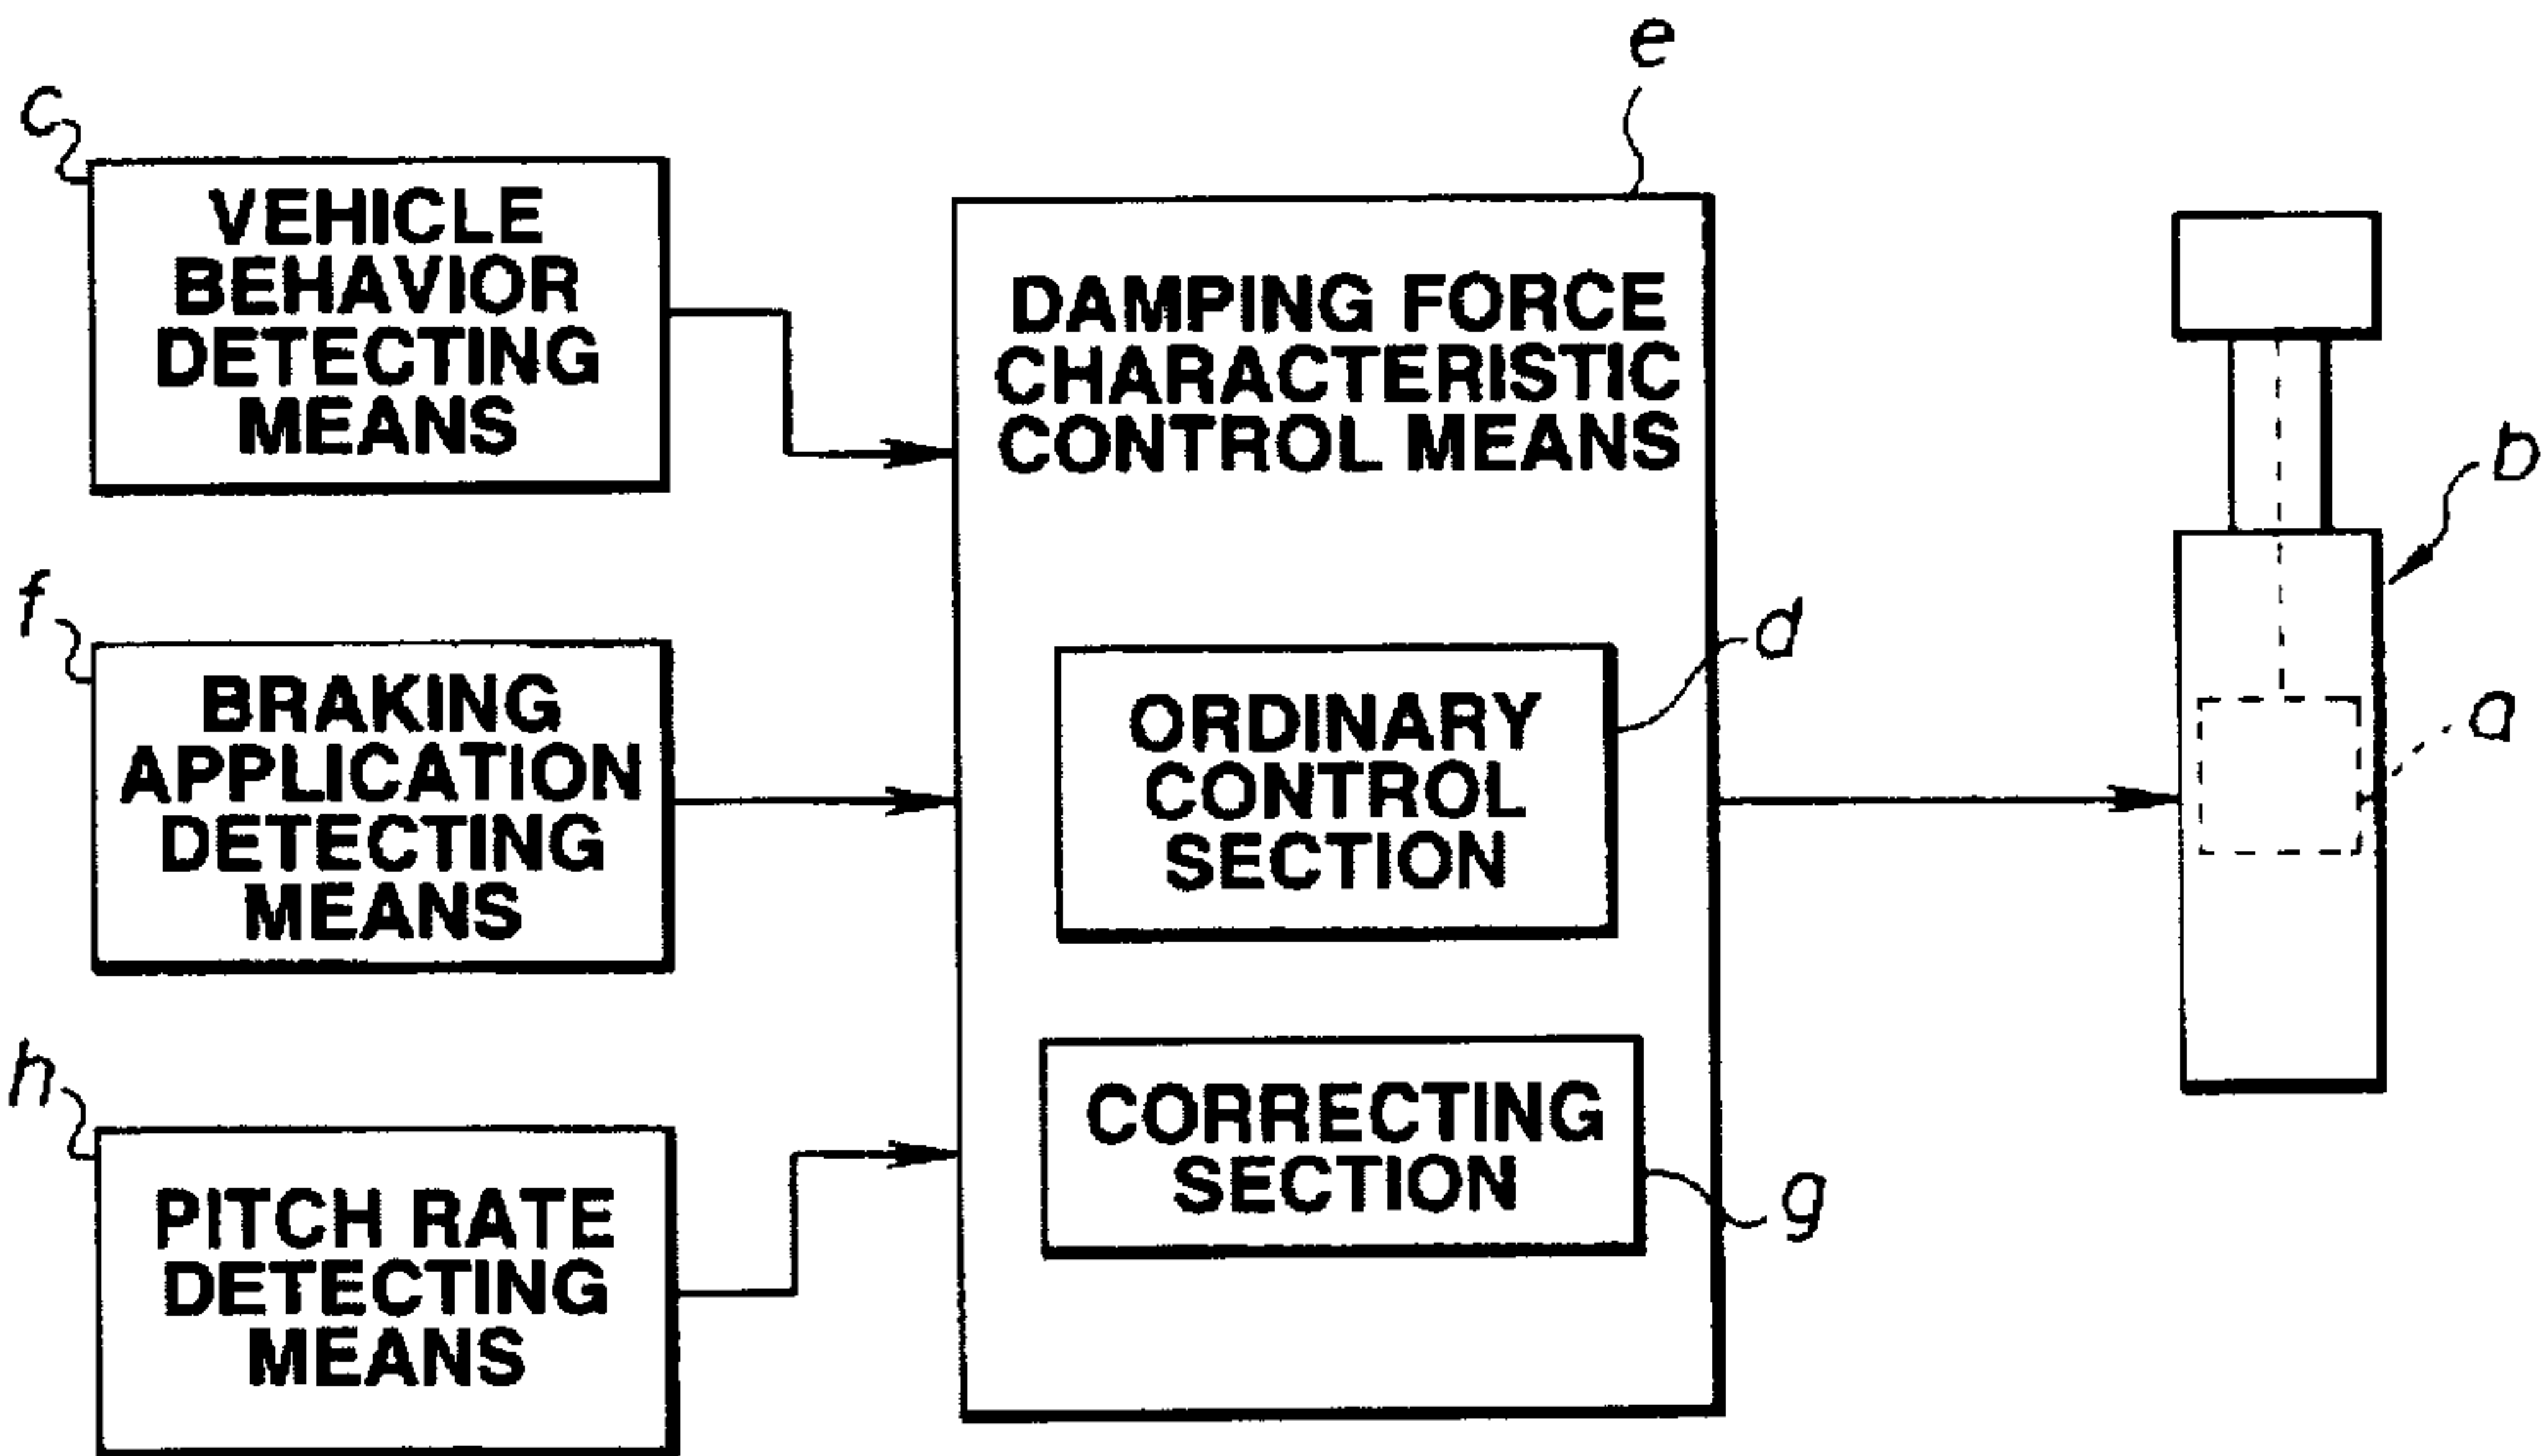 c
VEHICLE
BEHAVIOR
DETECTING
MEANS
f
BRAKING
APPLICATION
DETECTING
MEANS
h
PITCH RATE
DETECTING
MEANS
e
DAMPING FORCE
CHARACTERISTIC
CONTROL MEANS
d
ORDINARY
CONTROL
SECTION
CORRECTING
SECTION
g
b
a